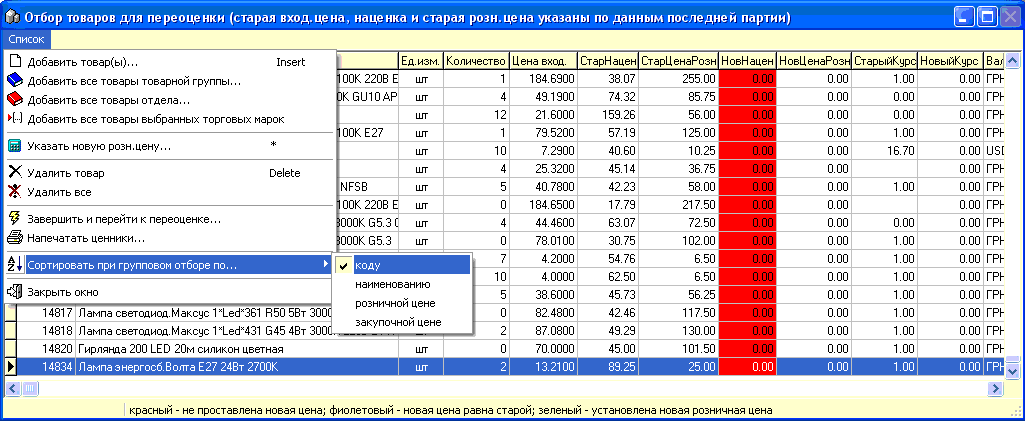 Отбор товаров для переоценки (старая вход.цена, наценка и старая розн.цена указаны по данным последней партии)
Список
Добавить товар(ы)... Insert
Добавить все товары товарной группы...
Добавить все товары отдела...
Добавить все товары выбранных торговых марок
Указать новую розн.цену... *
Удалить товар Delete
Удалить все
Завершить и перейти к переоценке...
Напечатать ценники...
Сортировать при групповом отборе по...
Закрыть окно
коду
наименованию
розничной цене
закупочной цене
Ед.изм. Количество Цена вход. СтарНацен СтарЦенаРозн НовНацен НовЦенаРозн СтарыйКурс НовыйКурс Вал
100K 220В E шт 1 184.6900 38.07 255.00 0.00 0.00 1.00 0.00 ГРН
0K GU10 AP шт 4 49.1900 74.32 85.75 0.00 0.00 0.00 0.00 ГРН
шт 12 21.6000 159.26 56.00 0.00 0.00 0.00 0.00 ГРН
100K E27 шт 1 79.5200 57.19 125.00 0.00 0.00 1.00 0.00 ГРН
шт 10 7.2900 40.60 10.25 0.00 0.00 16.70 0.00 USD
шт 4 25.3200 45.14 36.75 0.00 0.00 0.00 ГРН
NFSB шт 5 40.7800 42.23 58.00 0.00 0.00 1.00 0.00 ГРН
100K 220В E шт 0 184.6500 17.79 217.50 0.00 0.00 0.00 ГРН
3000K G5.3 шт 4 44.4600 63.07 72.50 0.00 0.00 0.00 0.00 ГРН
3000K G5.3 шт 0 78.0100 30.75 102.00 0.00 0.00 1.00 0.00 ГРН
шт 7 4.2000 54.76 6.50 0.00 0.00 1.00 0.00 ГРН
шт 10 4.0000 62.50 6.50 0.00 0.00 1.00 0.00 ГРН
шт 5 38.6000 45.73 56.25 0.00 0.00 1.00 0.00 ГРН
14817 Лампа светодиод.Максус 1*Led*361 R50 5Вт 3000 0 82.4800 42.46 117.50 0.00 0.00 1.00 0.00 ГРН
14818 Лампа светодиод.Максус 1*Led*431 G45 4Вт 3000 2 87.0800 49.29 130.00 0.00 0.00 1.00 0.00 ГРН
14820 Гирлянда 200 LED 20м силикон цветная шт 0 70.0000 45.00 101.50 0.00 0.00 1.00 0.00 ГРН
14834 Лампа энергосб.Волта E27 24Вт 2700K шт 2 13.2100 89.25 25.00 0.00 0.00 1.00 0.00 ГРН
красный - не проставлена новая цена; фиолетовый - новая цена равна старой; зеленый - установлена новая розничная цена